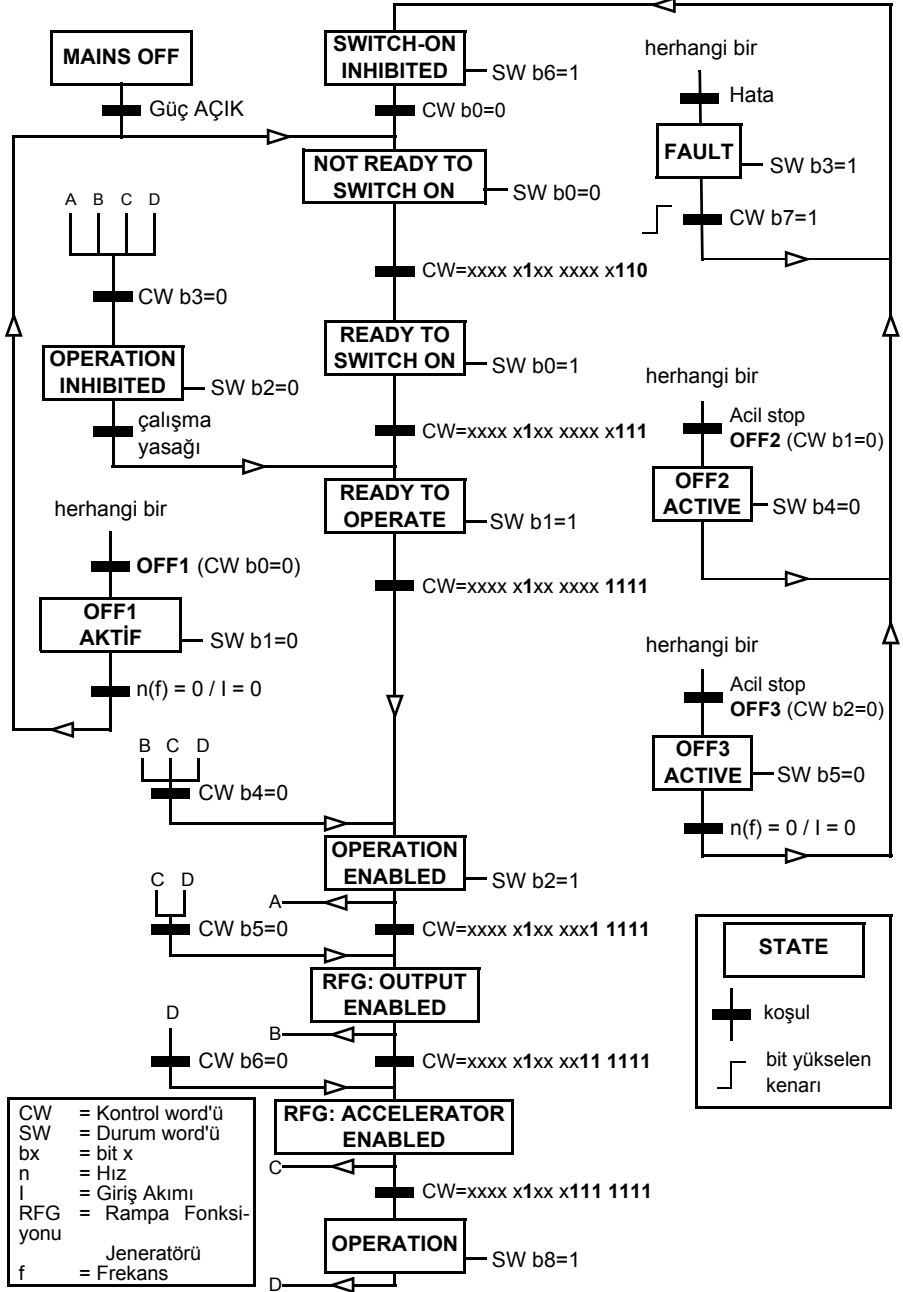 MAINS OFF
Güç AÇIK
SWITCH-ON
INHIBITED
SW b6=1
CW b0=0
NOT READY TO
SWITCH ON
SW b0=0
CW=xxxx x1xx xxxx x110
READY TO
SWITCH ON
SW b0=1
CW=xxxx x1xx xxxx x111
READY TO
OPERATE
SW b1=1
CW=xxxx x1xx xxxx 1111
A B C D
CW b3=0
OPERATION
INHIBITED
SW b2=0
çalışma
yasağı
herhangi bir
OFF1 (CW b0=0)
OFF1
AKTİF
SW b1=0
n(f) = 0 / I = 0
B C D
CW b4=0
OPERATION
ENABLED
SW b2=1
A
C D
CW b5=0
CW=xxxx x1xx xxx1 1111
RFG: OUTPUT
ENABLED
B
D
CW b6=0
CW=xxxx x1xx xx11 1111
RFG: ACCELERATOR
ENABLED
C
CW=xxxx x1xx x111 1111
OPERATION
SW b8=1
D
herhangi bir
Hata
FAULT
SW b3=1
CW b7=1
herhangi bir
Acil stop
OFF2 (CW b1=0)
OFF2
ACTIVE
SW b4=0
herhangi bir
Acil stop
OFF3 (CW b2=0)
OFF3
ACTIVE
SW b5=0
n(f) = 0 / I = 0
STATE
koşul
bit yükselen
kenarı
CW = Kontrol word'ü
SW = Durum word'ü
bx = bit x
n = Hız
I = Giriş Akımı
RFG = Rampa Fonksi-
yonu
Jeneratörü
f = Frekans